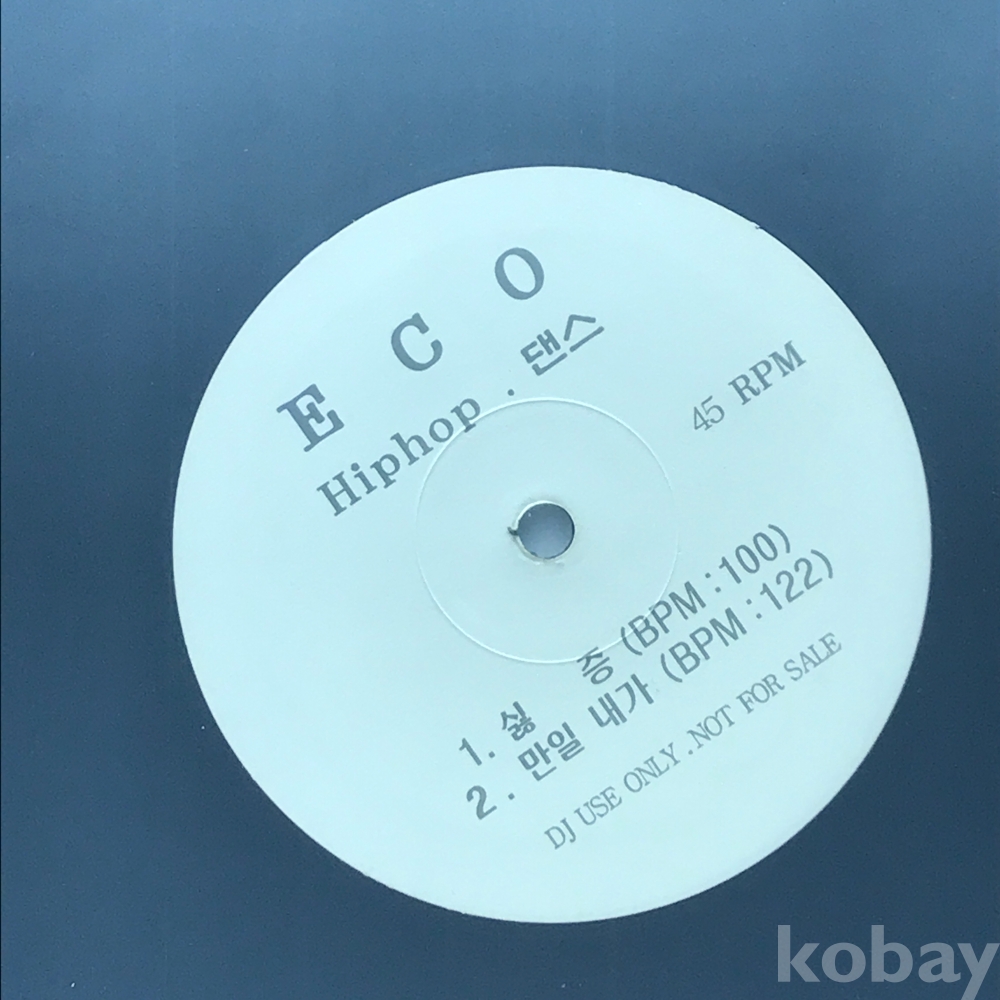 E C O
Hiphop . 댄스
45 RPM
1. 싫 증 (BPM : 100)
2. 만일 내가 (BPM : 122)
DJ USE ONLY . NOT FOR SALE
kobay